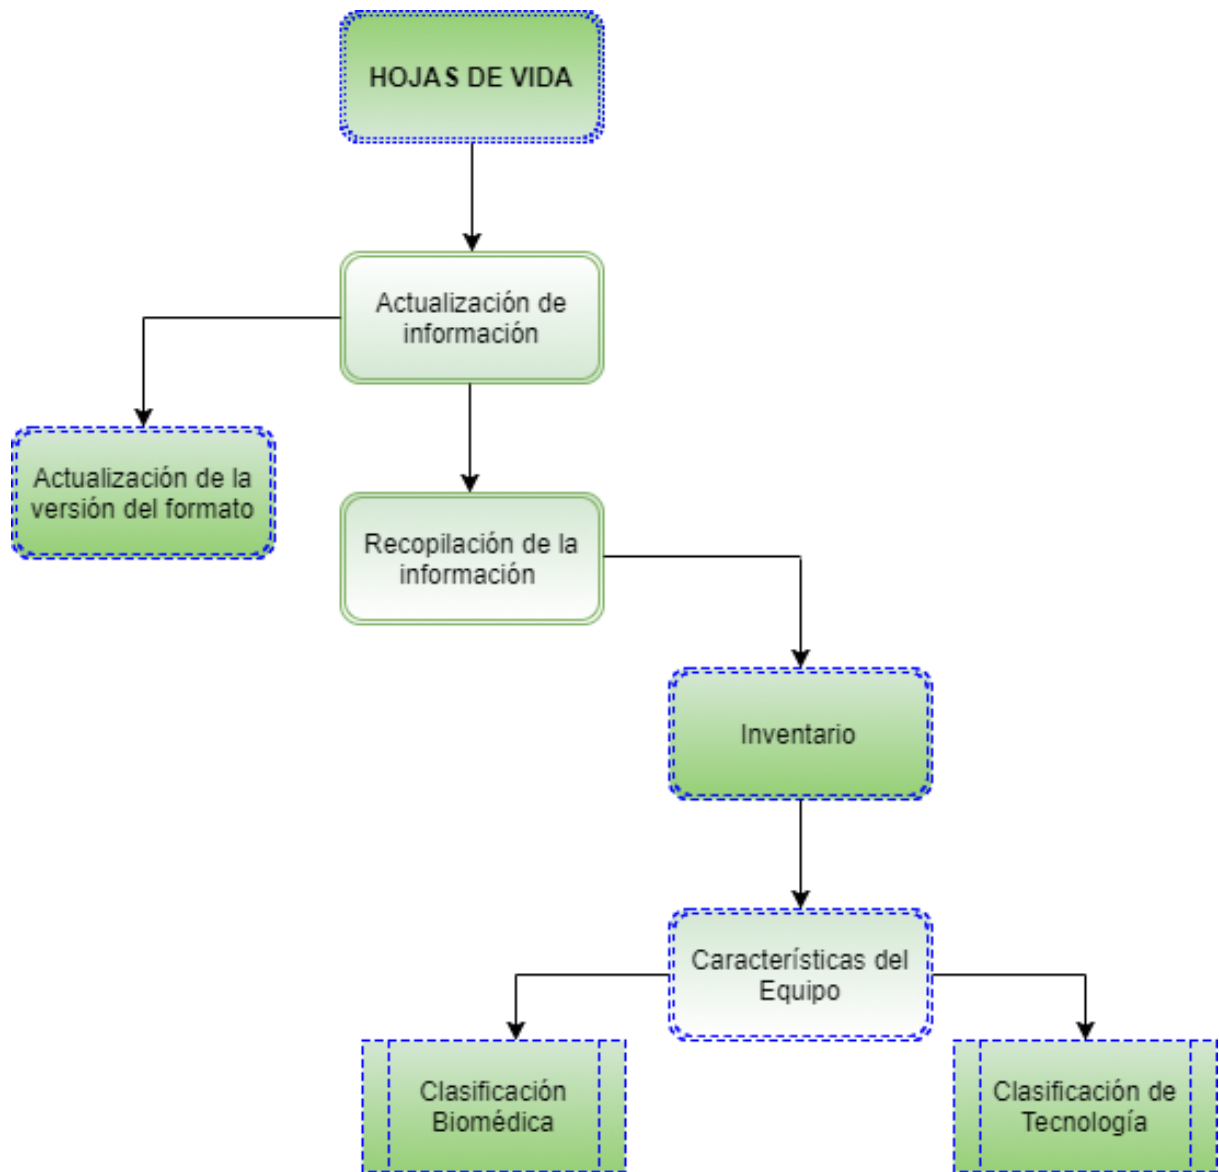 HOJAS DE VIDA
Actualización de
información
Actualización de la
versión del formato
Recopilación de la
información
Inventario
Caracterísficas del
Equipo
Clasificación
Biomédica
Clasificación de
Tecnología